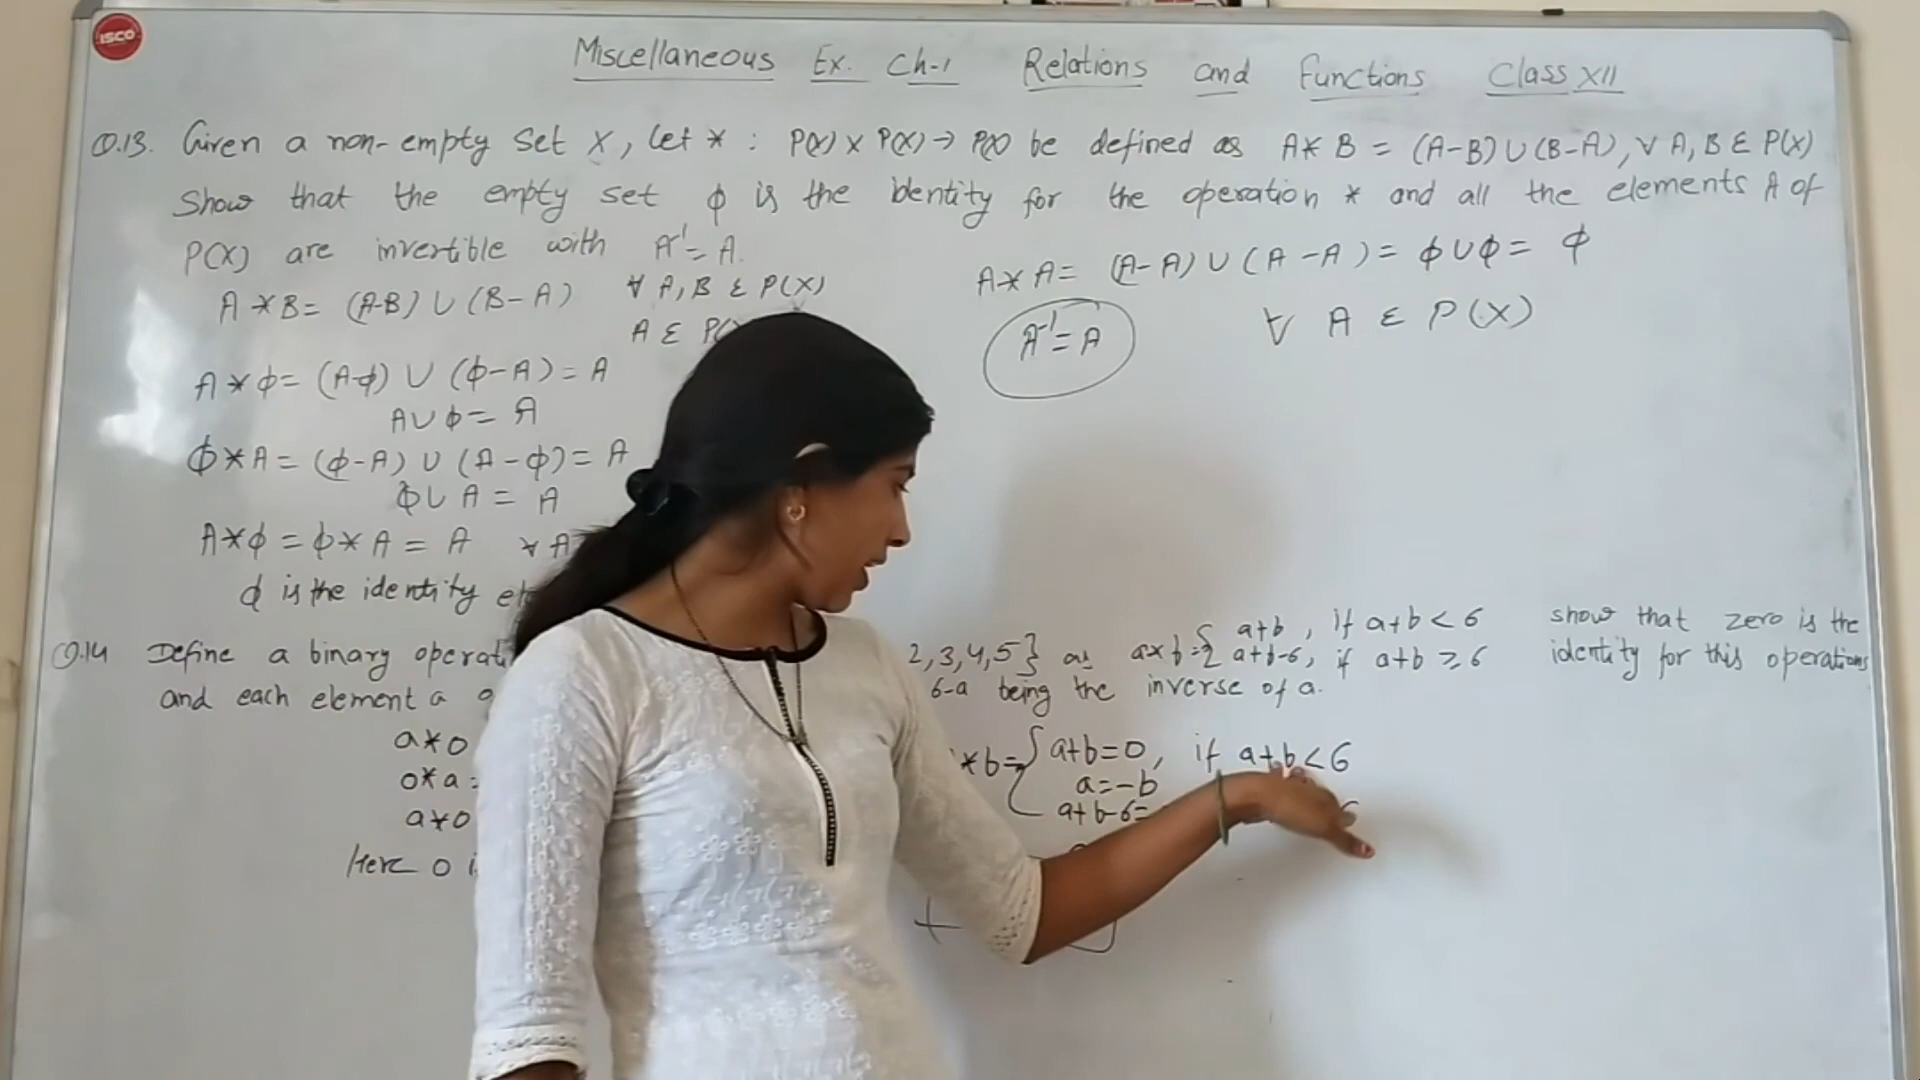 ISCO
Miscellaneous Ex. Ch-1 Relations and Functions Class XII
Q.13. Given a non-empty set X, let * : P(X) X P(X) → P(X) be defined as A * B = (A-B) ∪ (B-A), ∀ A, B ε P(X)
Show that the empty set ϕ is the identity for the operation * and all the elements A of
P(X) are invertible with A⁻¹= A.
A * B = (A-B) ∪ (B-A) ∀ A, B ε P(X)
A ε P(
A * ϕ = (A-ϕ) ∪ (ϕ-A) = A
A ∪ ϕ = A
ϕ * A = (ϕ-A) ∪ (A-ϕ) = A
ϕ ∪ A = A
A * ϕ = ϕ * A = A ∀ A
ϕ is the identity
A * A = (A-A) ∪ (A-A) = ϕ ∪ ϕ = ϕ
A⁻¹= A ∀ A ε P(X)
Q.14 Define a binary 2,3,4,5} as a*b = { a+b, if a+b < 6 show that zero is the
a+b-6, if a+b ≥ 6 identity for this operations
and each element a 6-a being the inverse of a.
a * 0
0 * a =
a * 0
Here 0
* b = { a+b=0, if a+b < 6
a = -b
a+b-6=